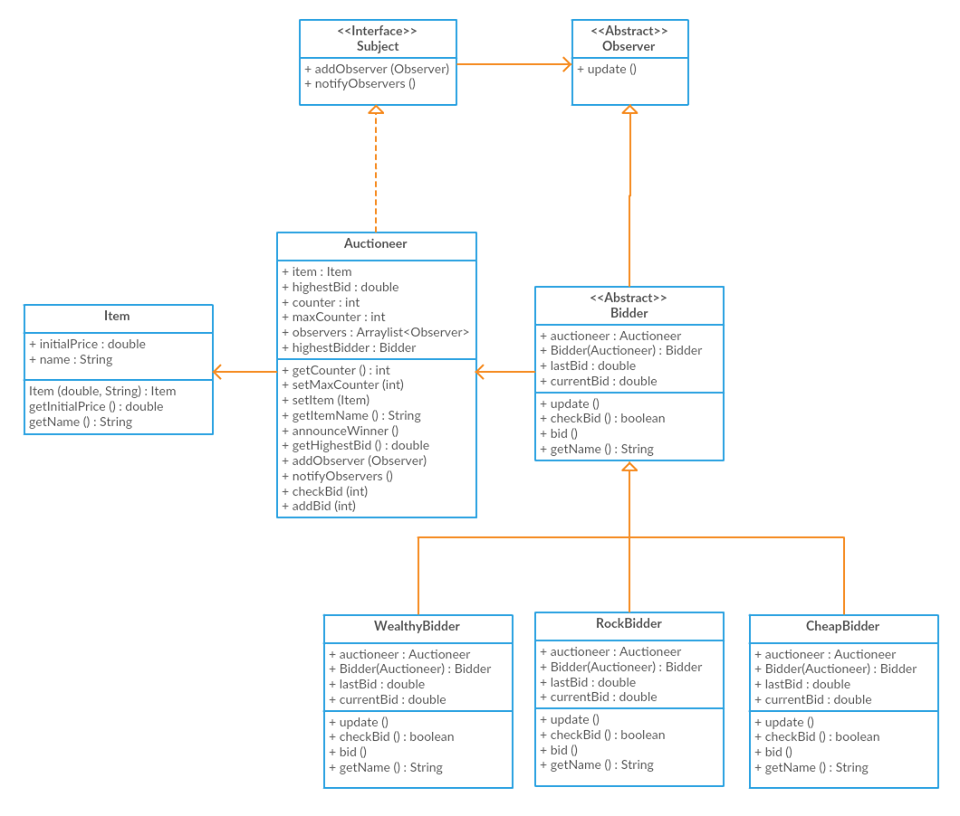 <<Interface>>
Subject
+ addObserver (Observer)
+ notifyObservers ()
<<Abstract>>
Observer
+ update ()
Auctioneer
+ item : Item
+ highestBid : double
+ counter : int
+ maxCounter : int
+ observers : Arraylist<Observer>
+ highestBidder : Bidder
+ getCounter () : int
+ setMaxCounter (int)
+ setItem (Item)
+ getItemName () : String
+ announceWinner ()
+ getHighestBid () : double
+ addObserver (Observer)
+ notifyObservers ()
+ checkBid (int)
+ addBid (int)
Item
+ initialPrice : double
+ name : String
Item (double, String) : Item
getInitialPrice () : double
getName () : String
<<Abstract>>
Bidder
+ auctioneer : Auctioneer
+ Bidder(Auctioneer) : Bidder
+ lastBid : double
+ currentBid : double
+ update ()
+ checkBid () : boolean
+ bid ()
+ getName () : String
WealthyBidder
+ auctioneer : Auctioneer
+ Bidder(Auctioneer) : Bidder
+ lastBid : double
+ currentBid : double
+ update ()
+ checkBid () : boolean
+ bid ()
+ getName () : String
RockBidder
+ auctioneer : Auctioneer
+ Bidder(Auctioneer) : Bidder
+ lastBid : double
+ currentBid : double
+ update ()
+ checkBid () : boolean
+ bid ()
+ getName () : String
CheapBidder
+ auctioneer : Auctioneer
+ Bidder(Auctioneer) : Bidder
+ lastBid : double
+ currentBid : double
+ update ()
+ checkBid () : boolean
+ bid ()
+ getName () : String